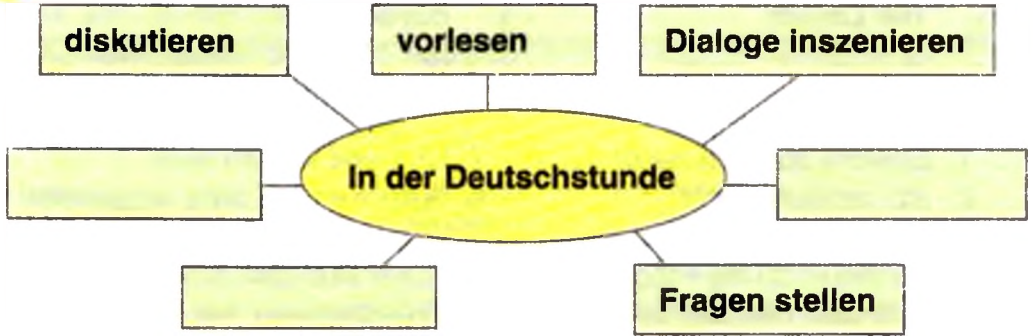 diskutieren
vorlesen
Dialoge inszenieren
In der Deutschstunde
Fragen stellen